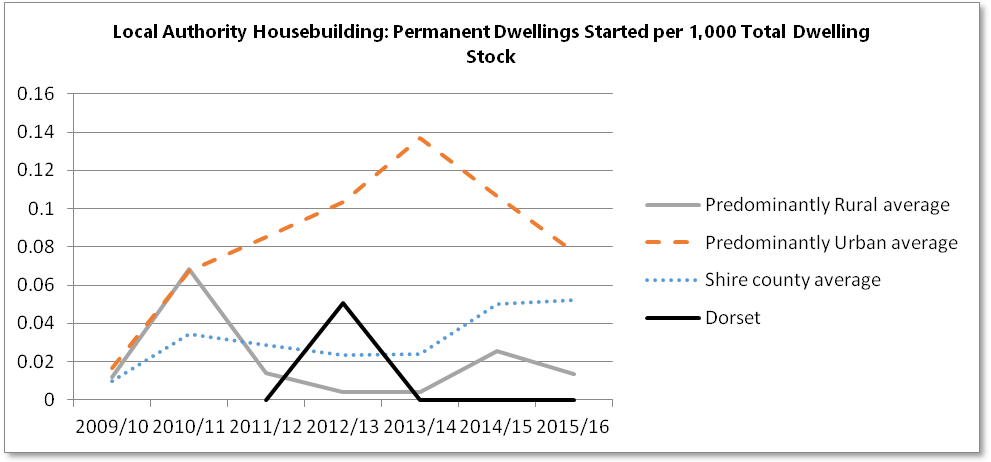 Local Authority Housebuilding: Permanent Dwellings Started per 1,000 Total Dwelling
Stock
0.16
0.14
0.12
0.1
0.08
0.06
0.04
0.02
0
2009/10 2010/11 2011/12 2012/13 2013/14 2014/15 2015/16
Predominantly Rural average
Predominantly Urban average
Shire county average
Dorset